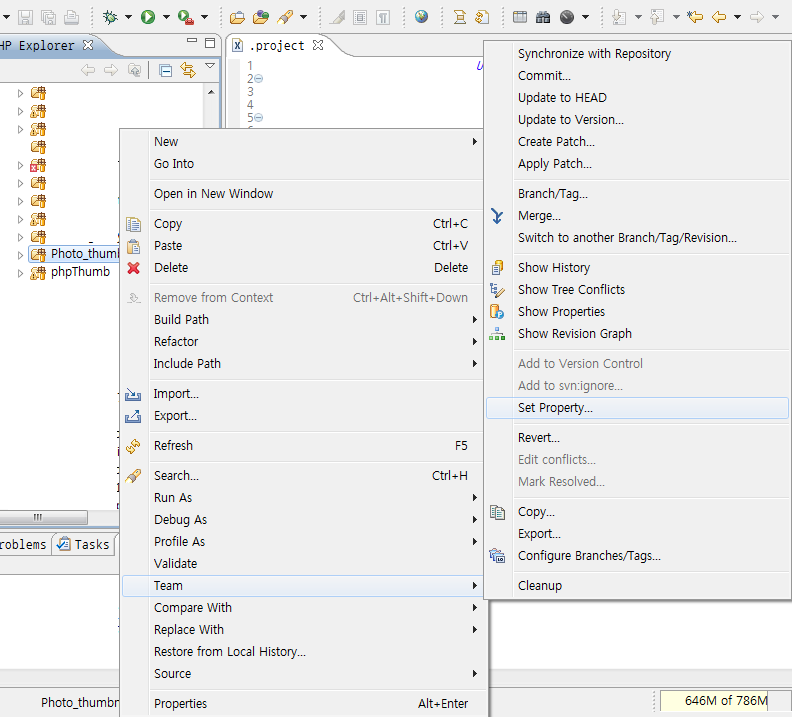 HP Explorer
.project
1
2
3
4
5
Photo_thumb
phpThumb
New
Go Into
Open in New Window
Copy Ctrl+C
Paste Ctrl+V
Delete Delete
Remove from Context Ctrl+Alt+Shift+Down
Build Path
Refactor
Include Path
Import...
Export...
Refresh F5
Search... Ctrl+H
Run As
Debug As
Profile As
Validate
Team
Compare With
Replace With
Restore from Local History...
Source
Properties Alt+Enter
Synchronize with Repository
Commit...
Update to HEAD
Update to Version...
Create Patch...
Apply Patch...
Branch/Tag...
Merge...
Switch to another Branch/Tag/Revision...
Show History
Show Tree Conflicts
Show Properties
Show Revision Graph
Add to Version Control
Add to svn:ignore...
Set Property...
Revert...
Edit conflicts...
Mark Resolved...
Copy...
Export...
Configure Branches/Tags...
Cleanup
roblems
Tasks
Photo_thumbn
646M of 786M